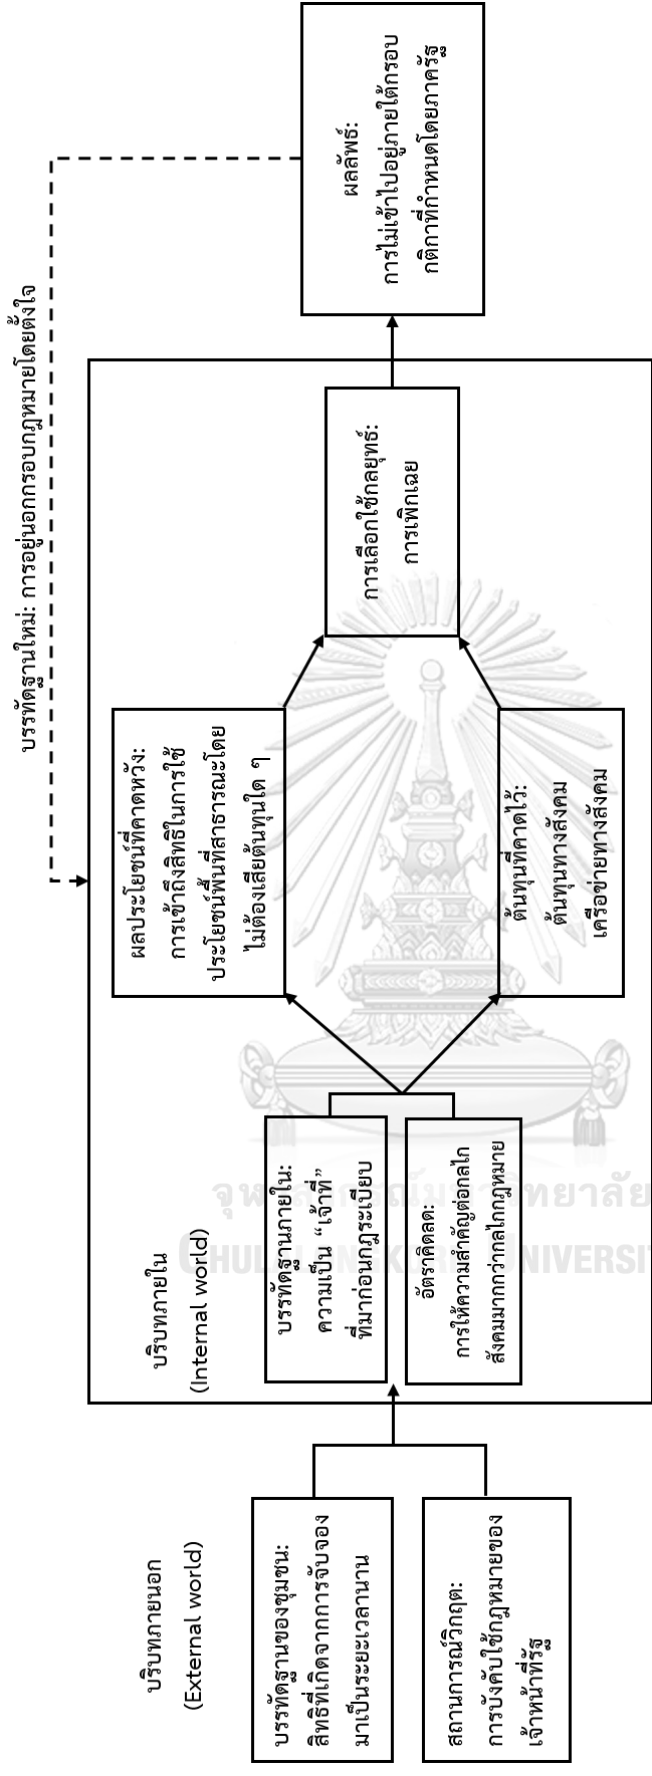 บริบทภายนอก
(External world)
บรรทัดฐานของชุมชน:
สิทธิที่เกิดจากการจับจอง
มาเป็นระยะเวลานาน
สถานการณ์วิกฤต:
การบังคับใช้กฎหมายของ
เจ้าหน้าที่รัฐ
บริบทภายใน
(Internal world)
บรรทัดฐานภายใน:
ความเป็น “เจ้าที่”
ที่มาก่อนกฎระเบียบ
อัตราคิดลด:
การให้ความสำคัญต่อกลไก
สังคมมากกว่ากลไกกฎหมาย
ผลประโยชน์ที่คาดหวัง:
การเข้าถึงสิทธิในการใช้
ประโยชน์พื้นที่สาธารณะโดย
ไม่ต้องเสียต้นทุนใด ๆ
ต้นทุนที่คาดไว้:
ต้นทุนทางสังคม
เครือข่ายทางสังคม
การเลือกใช้กลยุทธ์:
การเพิกเฉย
ผลลัพธ์:
การไม่เข้าไปอยู่ภายใต้กรอบ
กติกาที่กำหนดโดยภาครัฐ
บรรทัดฐานใหม่: การอยู่นอกกรอบกฎหมายโดยตั้งใจ